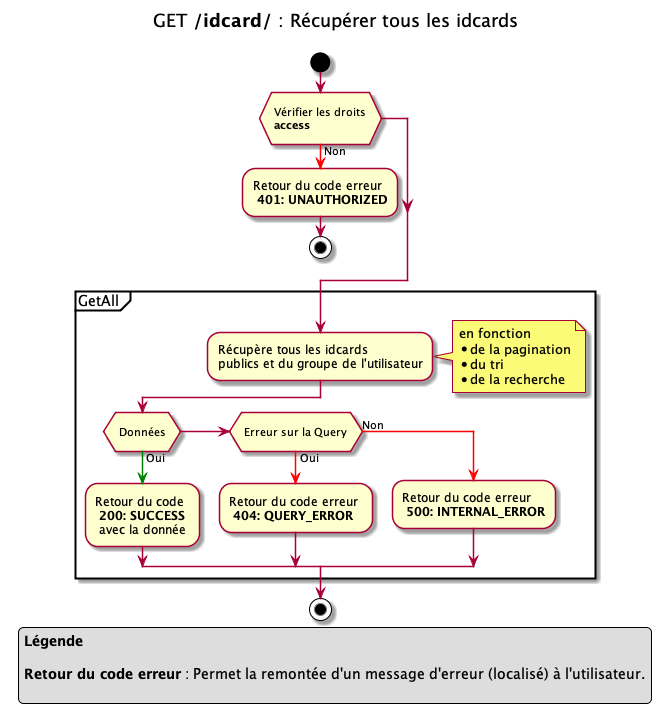 GET /idcard/ : Récupérer tous les idcards
Vérifier les droits
access
Non
Retour du code erreur
401: UNAUTHORIZED
GetAll
Récupère tous les idcards
publics et du groupe de l'utilisateur
en fonction
•de la pagination
•du tri
•de la recherche
Données
Oui
Retour du code
200: SUCCESS
avec la donnée
Erreur sur la Query
Oui
Retour du code erreur
404: QUERY_ERROR
Non
Retour du code erreur
500: INTERNAL_ERROR
Légende
Retour du code erreur : Permet la remontée d'un message d'erreur (localisé) à l'utilisateur.